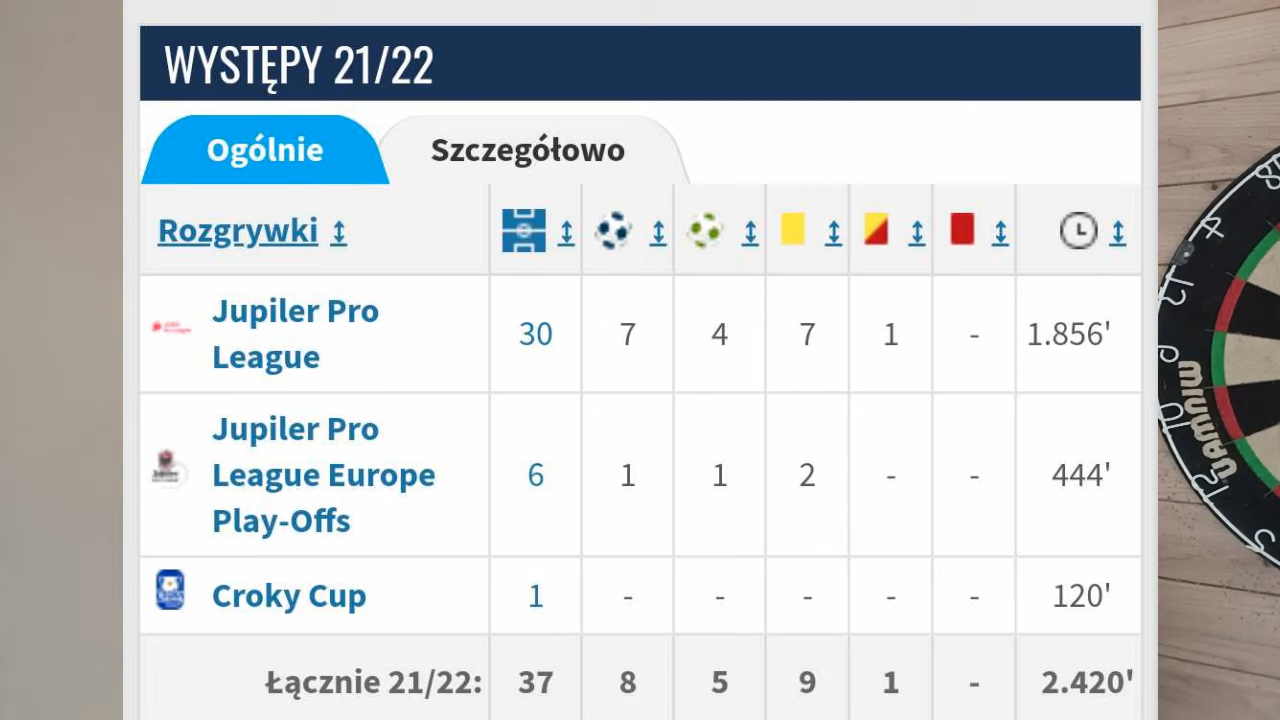 WYSTĘPY 21/22
Ogólnie Szczegółowo
Rozgrywki
Jupiler Pro League 30 7 4 7 1 - 1.856'
Jupiler Pro League Europe Play-Offs 6 1 1 2 - - 444'
Croky Cup 1 - - - - - 120'
Łącznie 21/22: 37 8 5 9 1 - 2.420'
WINMAU